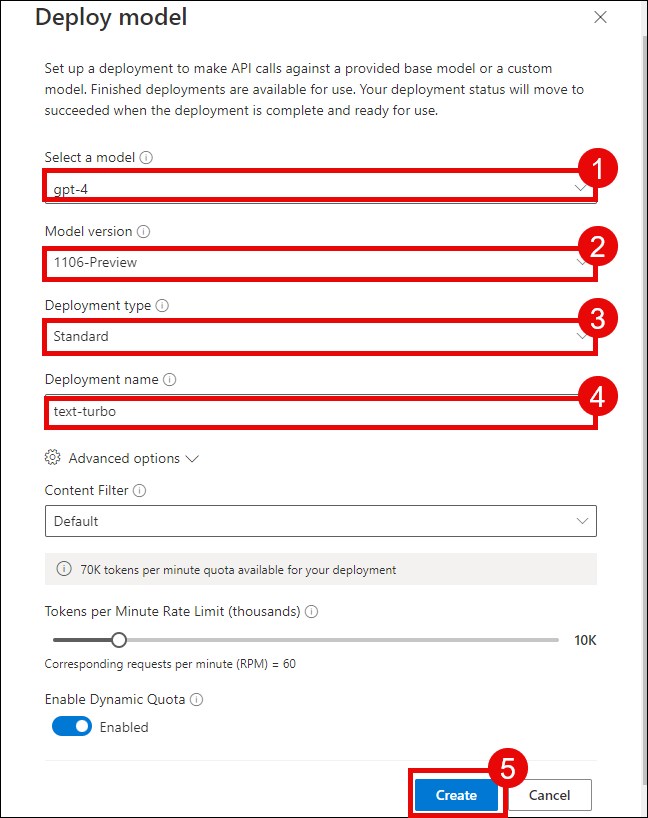 Deploy model
Set up a deployment to make API calls against a provided base model or a custom
model. Finished deployments are available for use. Your deployment status will move to
succeeded when the deployment is complete and ready for use.
Select a model
1
gpt-4
Model version
2
1106-Preview
Deployment type
3
Standard
Deployment name
4
text-turbo
Advanced options
Content Filter
Default
70K tokens per minute quota available for your deployment
Tokens per Minute Rate Limit (thousands)
10K
Corresponding requests per minute (RPM) = 60
Enable Dynamic Quota
Enabled
5
Create
Cancel